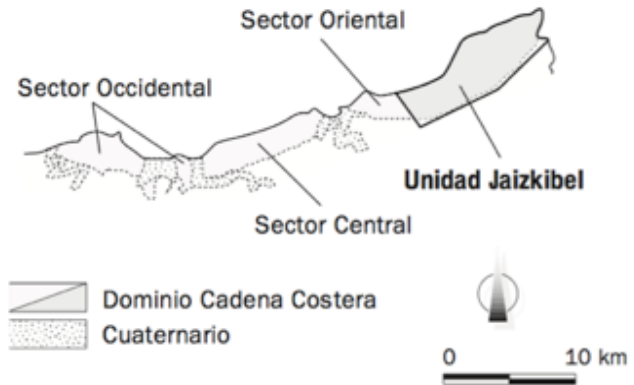 Sector Oriental
Sector Occidental
Unidad Jaizkibel
Sector Central
Dominio Cadena Costera
Cuaternario
0 10 km